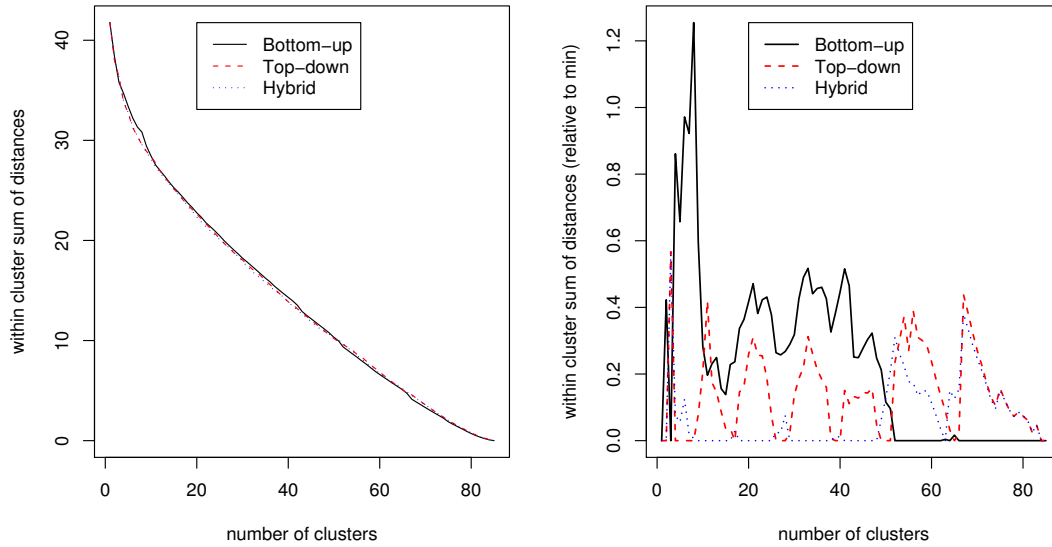 Bottom−up
Top−down
Hybrid
within cluster sum of distances
0
10
20
30
40
0
20
40
60
80
number of clusters
Bottom−up
Top−down
Hybrid
within cluster sum of distances (relative to min)
0.0
0.2
0.4
0.6
0.8
1.0
1.2
0
20
40
60
80
number of clusters